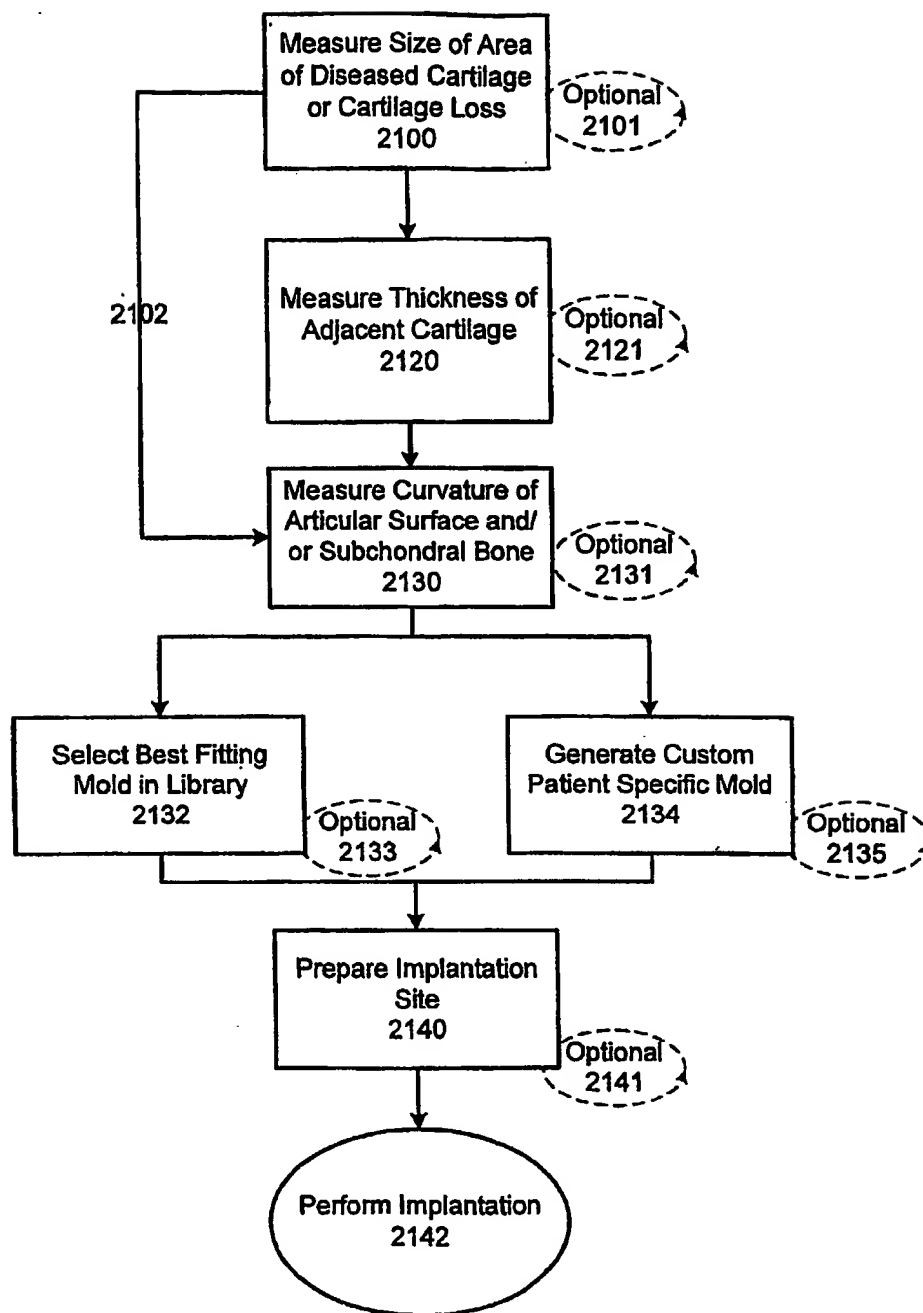 Measure Size of Area
of Diseased Cartilage
or Cartilage Loss
2100
Optional
2101
2102
Measure Thickness of
Adjacent Cartilage
2120
Optional
2121
Measure Curvature of
Articular Surface and/
or Subchondral Bone
2130
Optional
2131
Select Best Fitting
Mold in Library
2132
Optional
2133
Generate Custom
Patient Specific Mold
2134
Optional
2135
Prepare Implantation
Site
2140
Optional
2141
Perform Implantation
2142